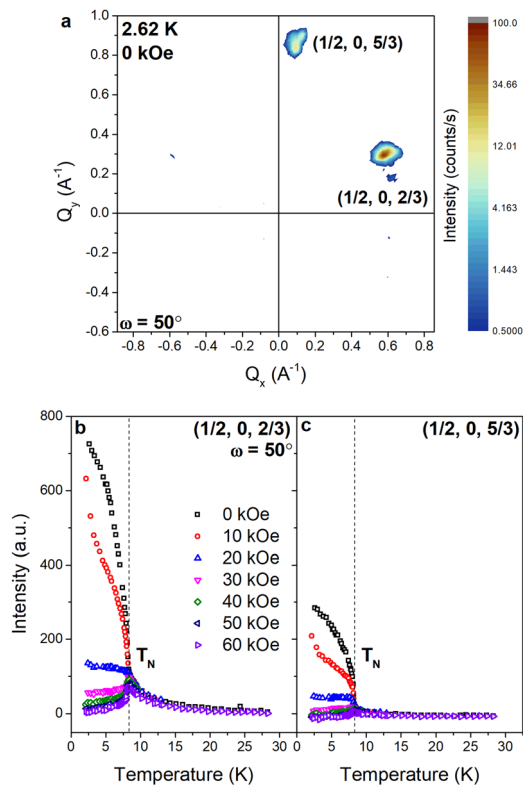 a
2.62 K
0 kOe
(1/2, 0, 5/3)
(1/2, 0, 2/3)
ω = 50°
1.0
0.8
0.6
0.4
0.2
0.0
0.2
0.4
-0.6
Qy (A-1)
-0.8 -0.6 -0.4 -0.2 0.0 0.2 0.4 0.6 0.8
Qx (A-1)
100.0
34.66
12.01
4.163
1.443
0.5000
Intensity (counts/s)
b (1/2, 0, 2/3)
ω = 50°
c (1/2, 0, 5/3)
800
600
400
200
0
Intensity (a.u.)
0 kOe
10 kOe
20 kOe
30 kOe
40 kOe
50 kOe
60 kOe
TN
TN
0 5 10 15 20 25 30
0 5 10 15 20 25 30
Temperature (K)
Temperature (K)